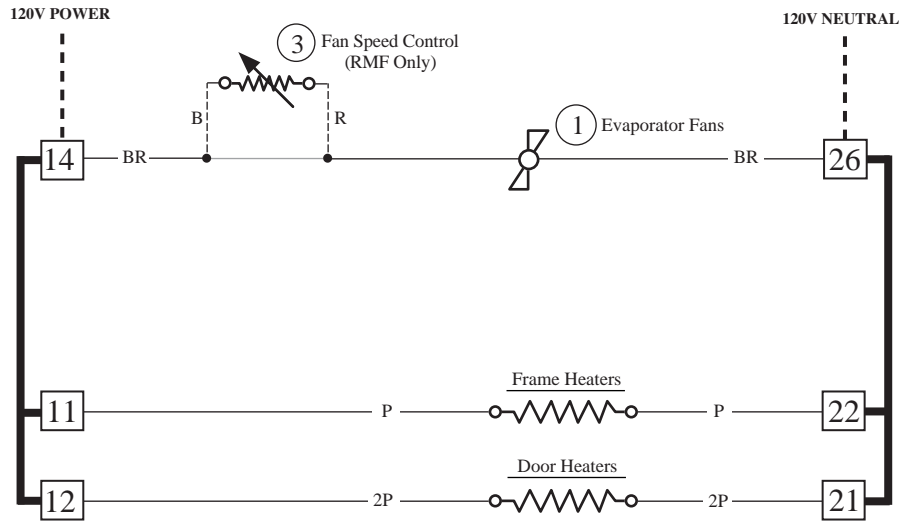 120V POWER
120V NEUTRAL
3 Fan Speed Control
(RMF Only)
B
R
1 Evaporator Fans
14
BR
BR
26
Frame Heaters
11
P
P
22
Door Heaters
12
2P
2P
21